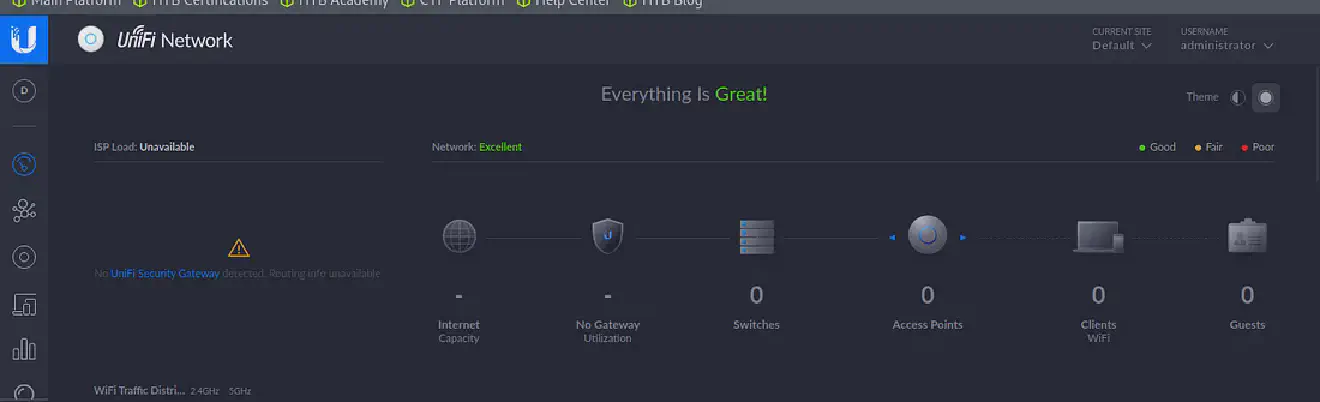 Main Platform HTB Certifications HTB Academy CTF Platform Help Center HTB Blog
UniFi Network
CURRENT SITE USERNAME
Default administrator
Everything Is Great!
Theme
ISP Load: Unavailable Network: Excellent Good Fair Poor
No UniFi Security Gateway detected. Routing info unavailable
- - 0 0 0 0
Internet No Gateway Switches Access Points Clients Guests
Capacity Utilization WiFi
WiFi Traffic Distri... 2.4GHz 5GHz